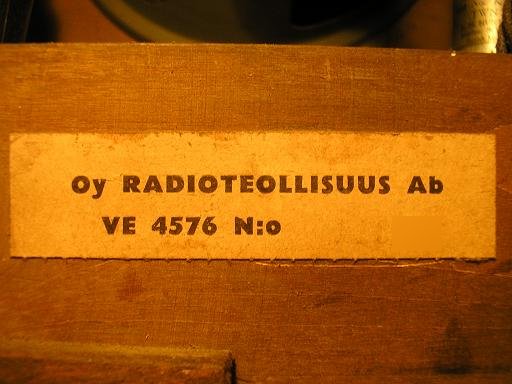 Oy RADIOTEOLLISUUS Ab
VE 4576 N:o